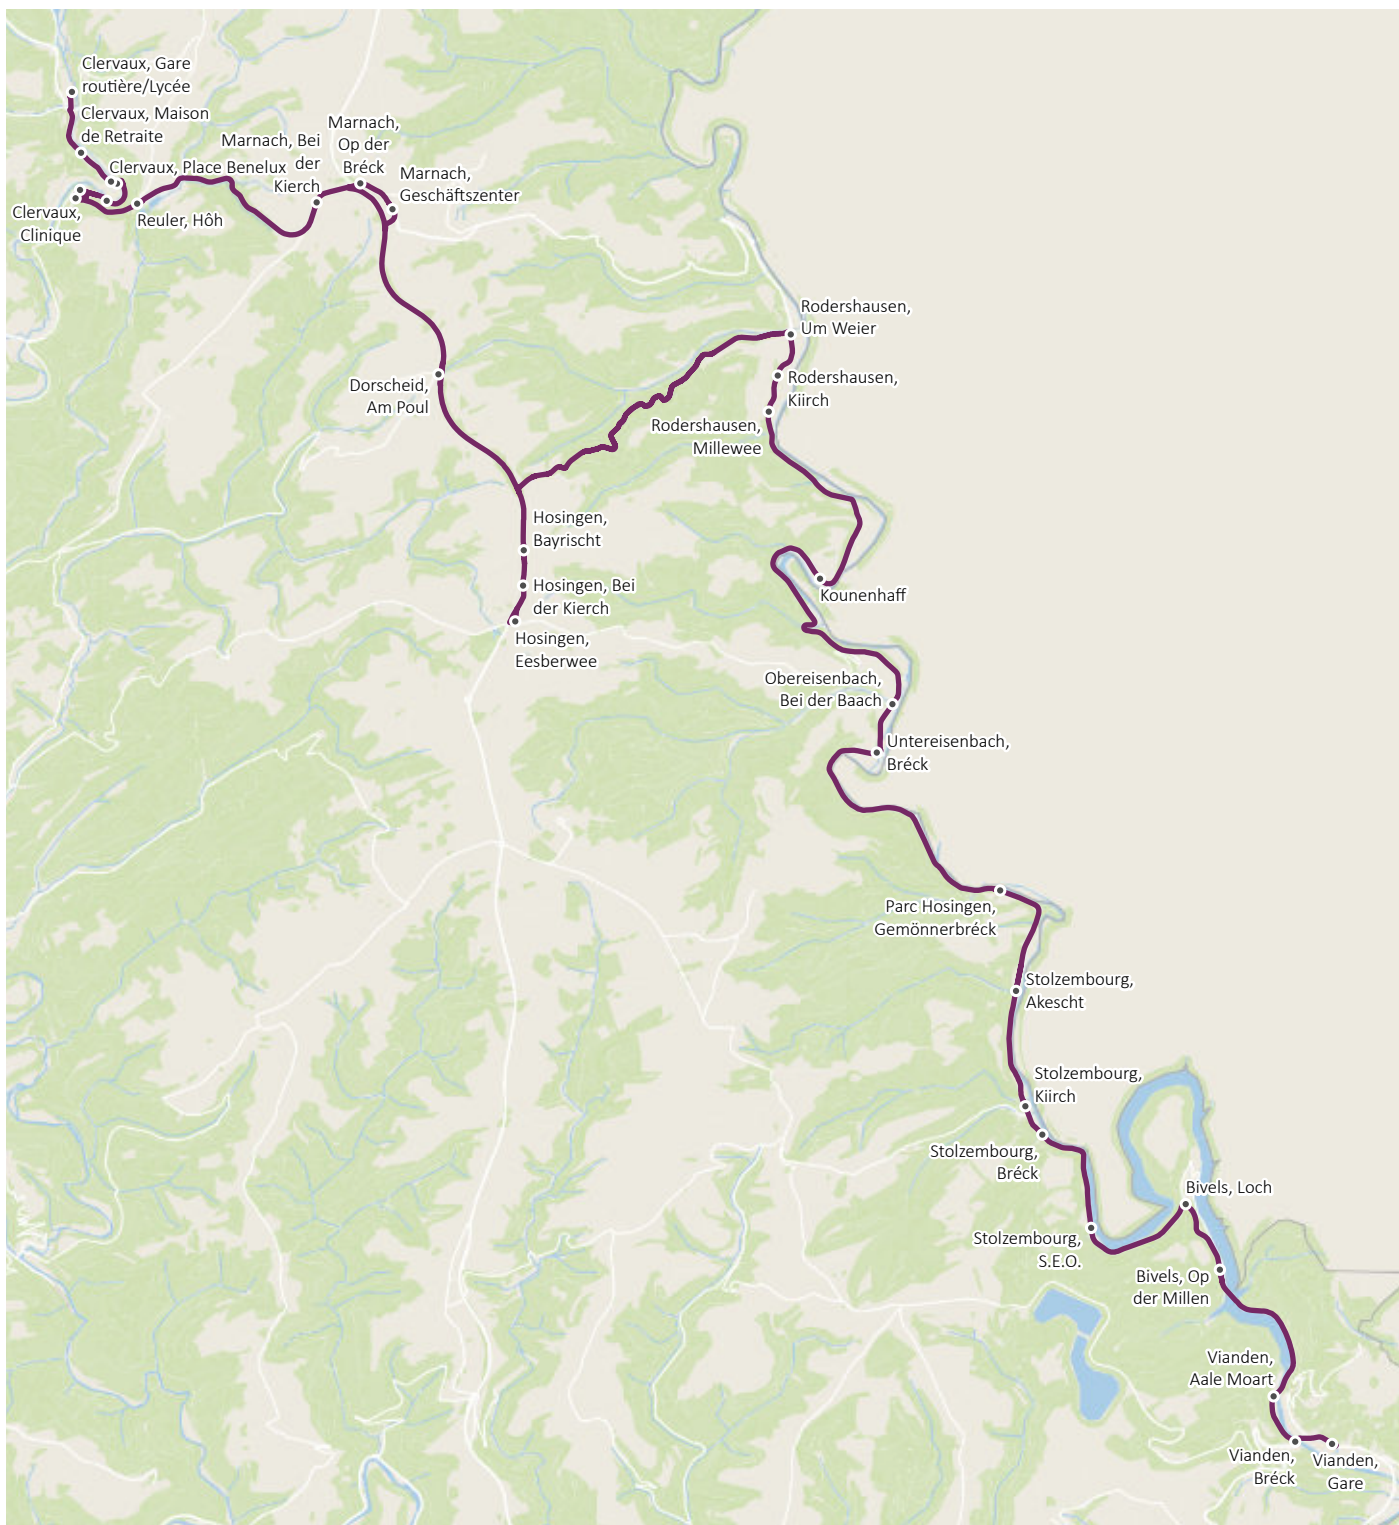 Clervaux, Gare
routière/Lycée
Clervaux, Maison
de Retraite
Clervaux, Place Benelux
Clervaux,
Clinique
Reuler, Hôh
Marnach, Bei
der
Kierch
Marnach,
Op der
Bréck
Marnach,
Geschäftszenter
Dorscheid,
Am Poul
Rodershausen,
Um Weier
Rodershausen,
Kiirch
Rodershausen,
Millewee
Hosingen,
Bayrischt
Hosingen, Bei
der Kierch
Hosingen,
Eesberwee
Kounenhaff
Obereisenbach,
Bei der Baach
Untereisenbach,
Bréck
Parc Hosingen,
Gemönnerbréck
Stolzembourg,
Akescht
Stolzembourg,
Kiirch
Stolzembourg,
Bréck
Stolzembourg,
S.E.O.
Bivels, Loch
Bivels, Op
der Millen
Vianden,
Aale Moart
Vianden,
Bréck
Vianden,
Gare